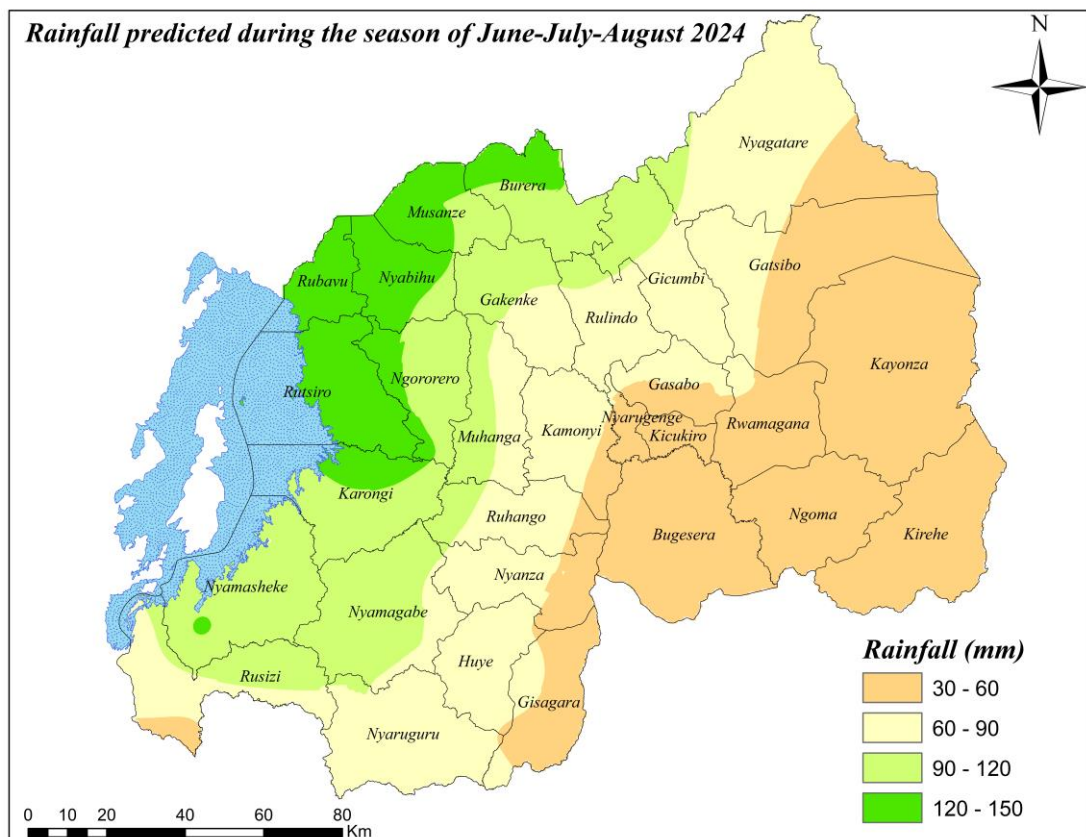 Rainfall predicted during the season of June-July-August 2024
N
Nyagatare
Burera
Musanze
Gicumbi
Gatsibo
Rubavu
Nyabihu
Gakenke
Rulindo
Kayonza
Ngororero
Gasabo
Rutsiro
Nyarugenge
Rwamagana
Muhanga
Kamonyi
Kicukiro
Karongi
Ruhango
Bugesera
Ngoma
Kirehe
Nyanza
Nyamasheke
Nyamagabe
Huye
Rusizi
Gisagara
Nyaruguru
Rainfall (mm)
30 - 60
60 - 90
90 - 120
120 - 150
0 10 20 40 60 80
Km